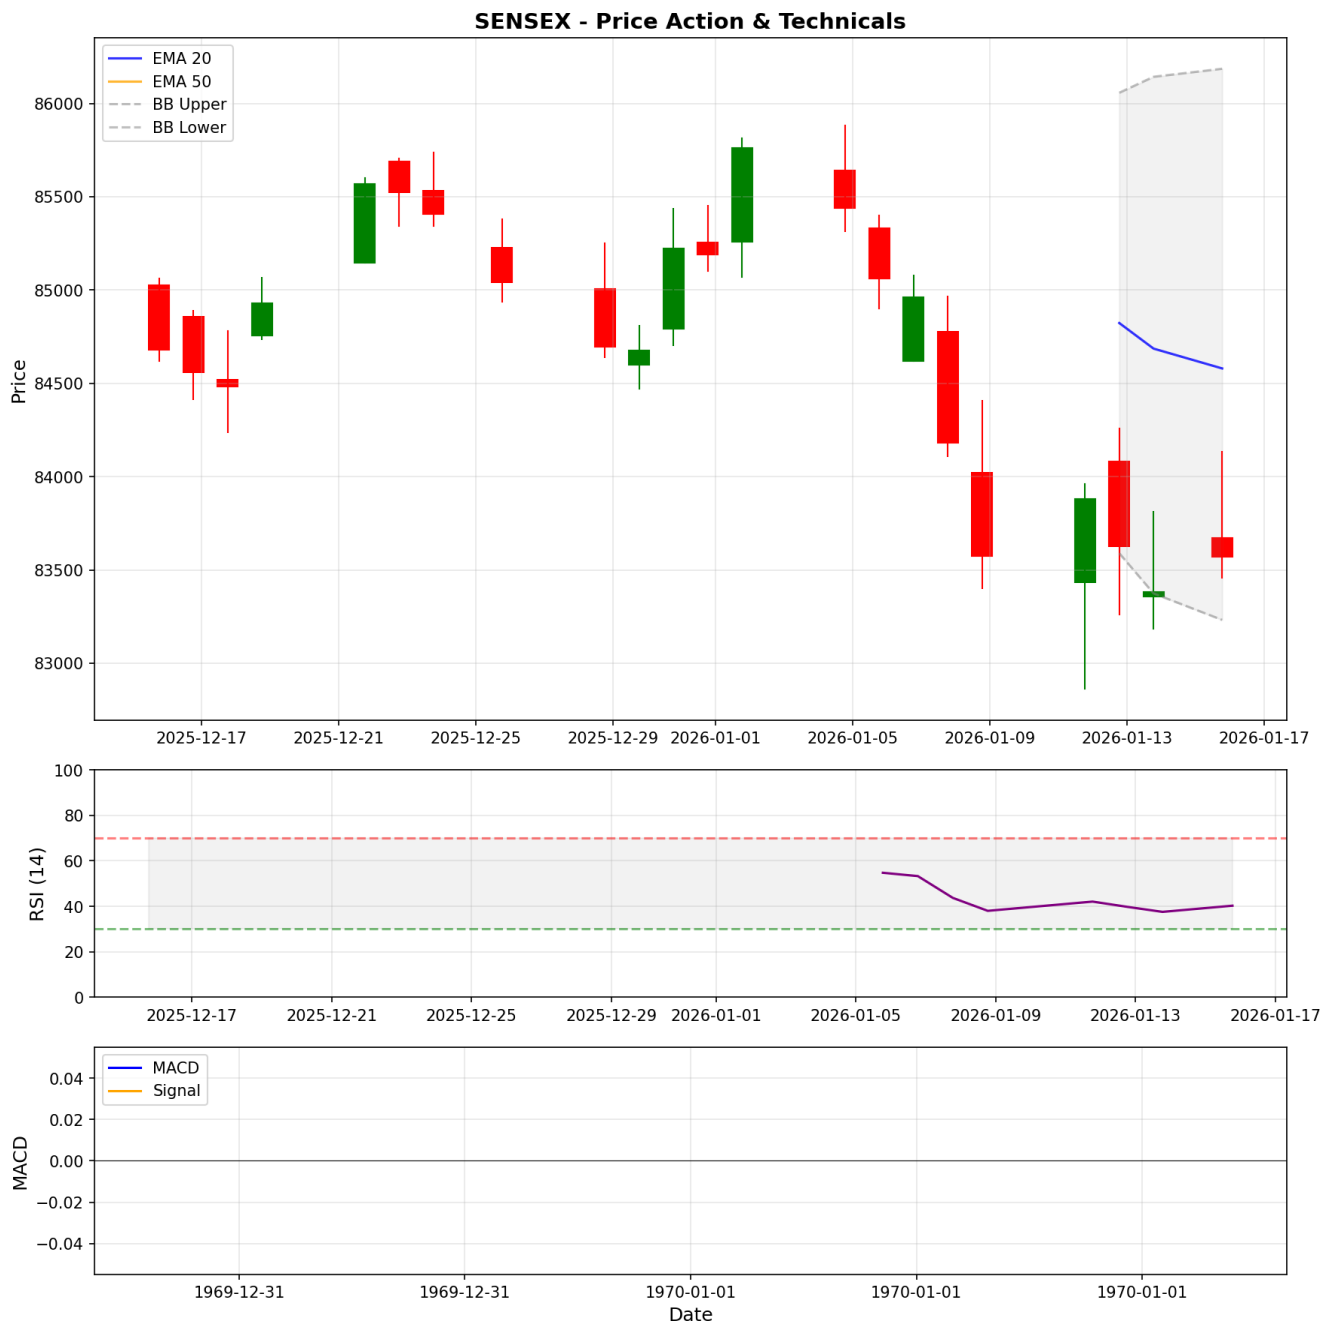 SENSEX - Price Action & Technicals
EMA 20
EMA 50
BB Upper
BB Lower
Price
86000
85500
85000
84500
84000
83500
83000
2025-12-17 2025-12-21 2025-12-25 2025-12-29 2026-01-01 2026-01-05 2026-01-09 2026-01-13 2026-01-17
RSI (14)
100
80
60
40
20
0
2025-12-17 2025-12-21 2025-12-25 2025-12-29 2026-01-01 2026-01-05 2026-01-09 2026-01-13 2026-01-17
MACD
Signal
MACD
0.04
0.02
0.00
−0.02
−0.04
1969-12-31 1969-12-31 1970-01-01 1970-01-01 1970-01-01
Date